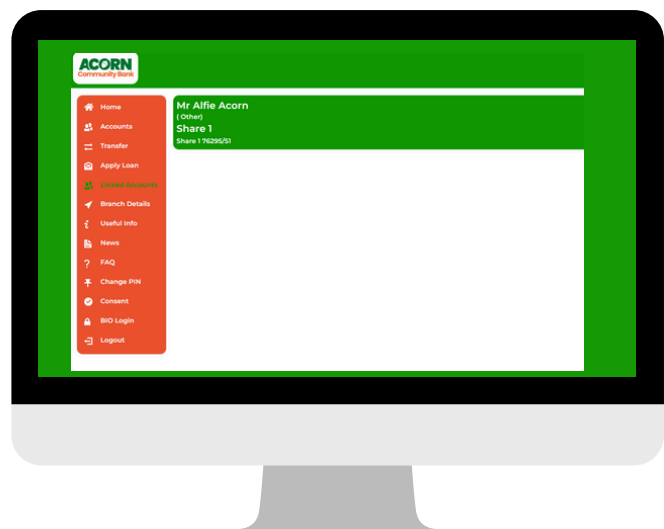 ACORN
Community Bank
Home
Accounts
Transfer
Apply Loan
Linked Accounts
Branch Details
Useful Info
News
FAQ
Change PIN
Consent
BIO Login
Logout
Mr Alfie Acorn
( Other)
Share 1
Share 1 76295/S1